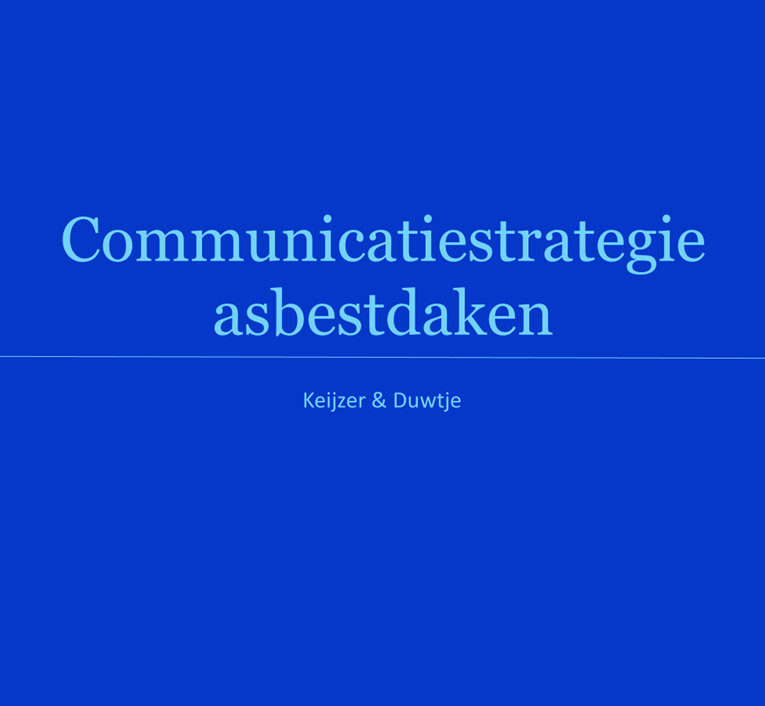 Communicatiestrategie
asbestdaken
Keijzer & Duwtje